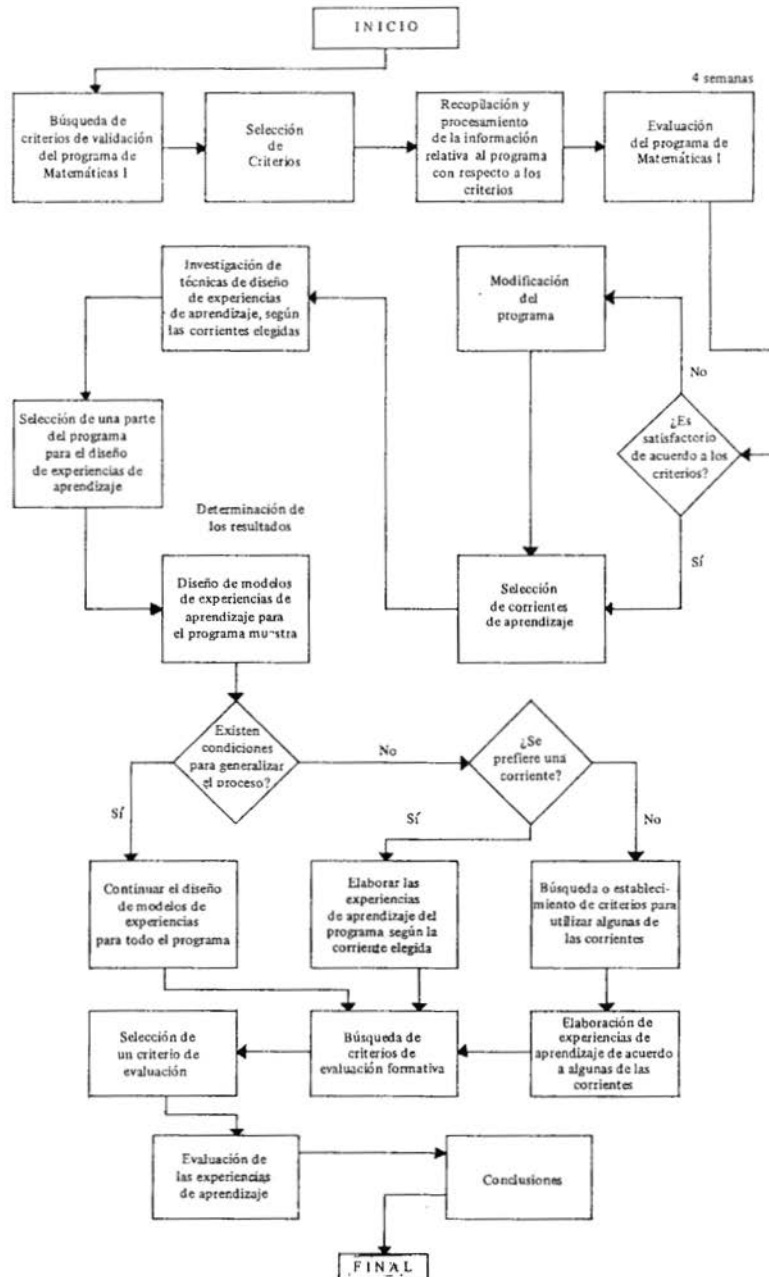 INICIO
4 semanas
Búsqueda de
criterios de validación
del programa de
Matemáticas I
Selección
de
Criterios
Recopilación y
procesamiento
de la información
relativa al programa
con respecto a los
criterios
Evaluación
del programa de
Matemáticas I
Investigación de
técnicas de diseño
de experiencias
de aprendizaje, según
las corrientes elegidas
Modificación
del
programa
No
¿Es
satisfactorio
de acuerdo a los
criterios?
Sí
Selección de una parte
del programa
para el diseño
de experiencias de
aprendizaje
Determinación de
los resultados
Diseño de modelos
de experiencias de
aprendizaje para
el programa muestra
Selección
de corrientes
de aprendizaje
Existen
condiciones
para generalizar
el proceso?
No
¿Se
prefiere una
corriente?
Sí
Sí
No
Continuar el diseño
de modelos de
experiencias
para todo el programa
Elaborar las
experiencias
de aprendizaje del
programa según la
corriente elegida
Búsqueda o estableci-
miento de criterios para
utilizar algunas de
las corrientes
Selección de
un criterio de
evaluación
Búsqueda de
criterios de
evaluación formativa
Elaboración de
experiencias de
aprendizaje de acuerdo
a algunas de las
corrientes
Evaluación de
las experiencias
de aprendizaje
Conclusiones
FINAL